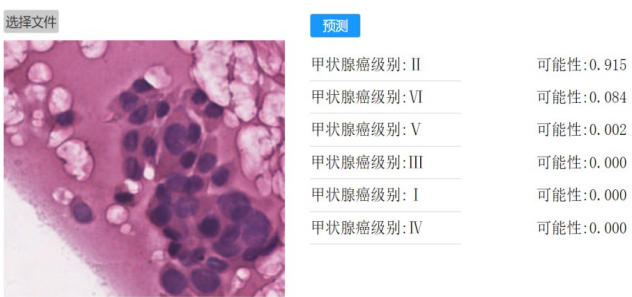 选择文件
预测
甲状腺癌级别:Ⅱ 可能性:0.915
甲状腺癌级别:Ⅵ 可能性:0.084
甲状腺癌级别:Ⅴ 可能性:0.002
甲状腺癌级别:Ⅲ 可能性:0.000
甲状腺癌级别:Ⅰ 可能性:0.000
甲状腺癌级别:Ⅳ 可能性:0.000